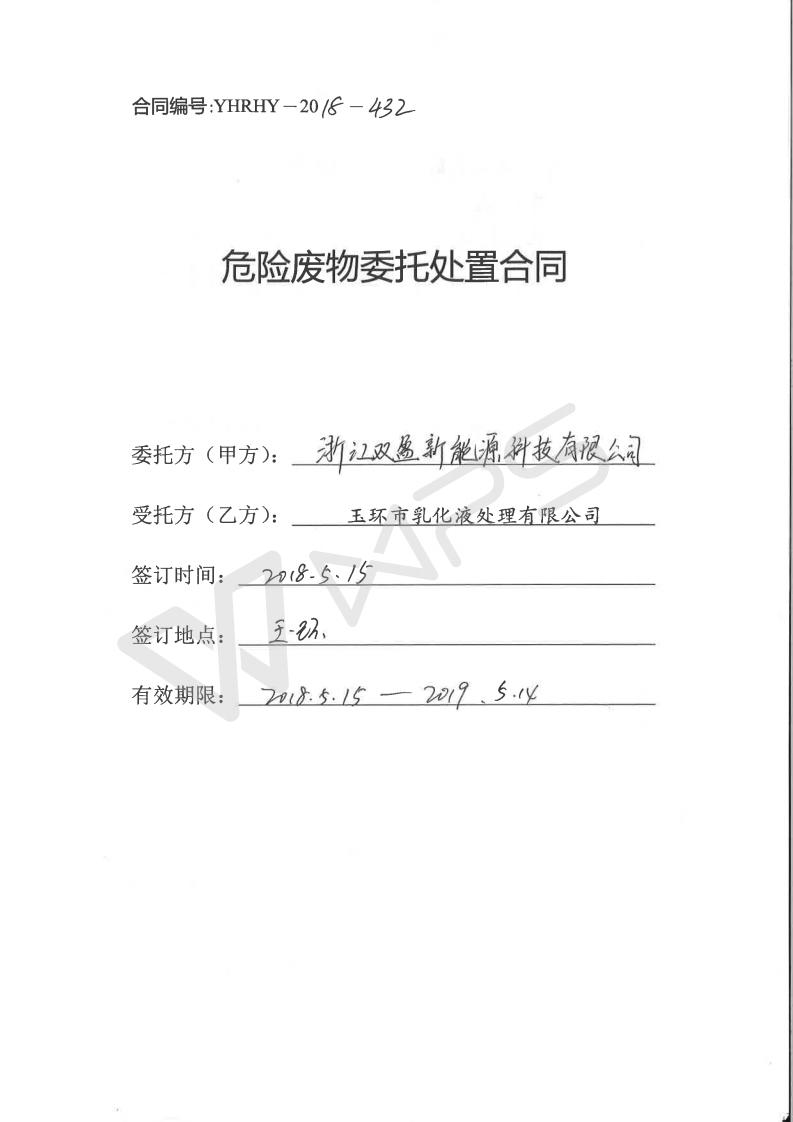 合同编号:YHRHY－2018－432
危险废物委托处置合同
委托方（甲方）： 浙江双盈新能源科技有限公司
受托方（乙方）： 玉环市乳化液处理有限公司
签订时间： 2018.5.15
签订地点： 玉环
有效期限： 2018.5.15 — 2019.5.14
WPS